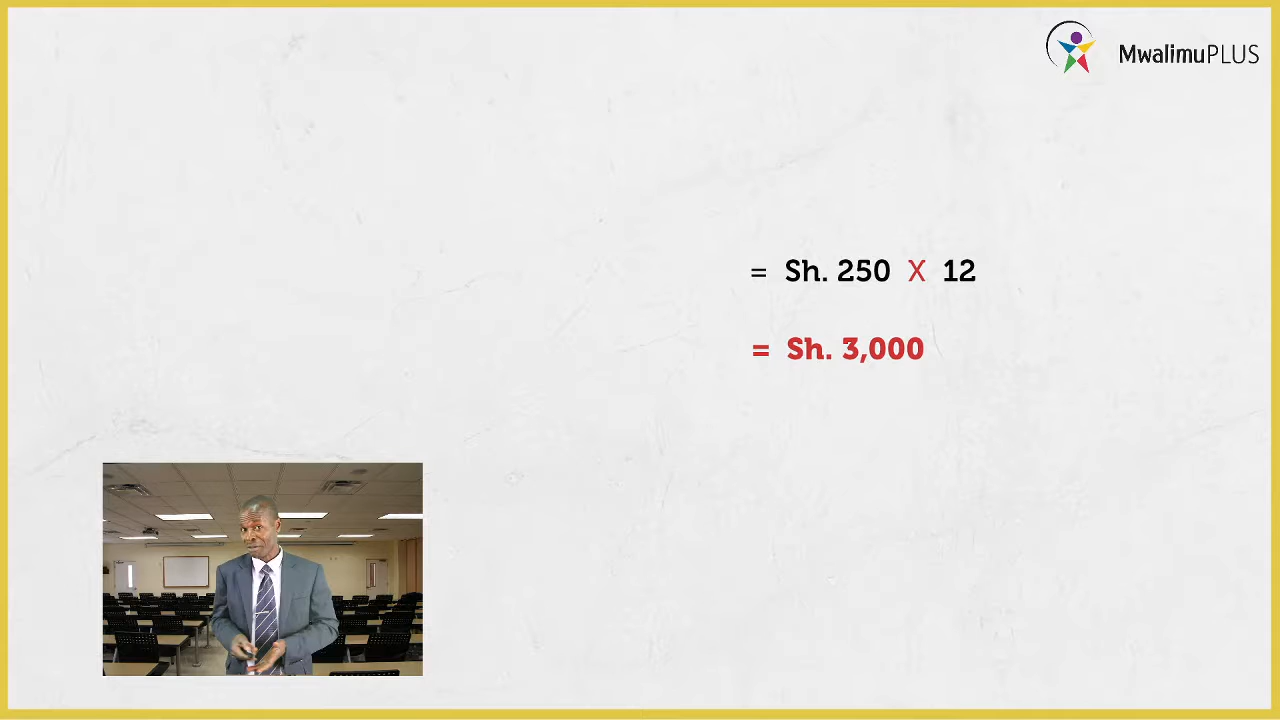 MwalimuPLUS
= Sh. 250 X 12
= Sh. 3,000